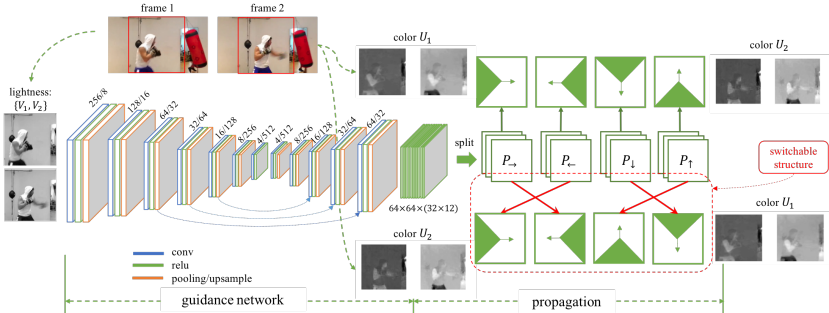 frame 1
frame 2
color U₁
color U₂
lightness:
{V₁, V₂}
256/8
128/16
64/32
32/64
16/128
8/256
4/512
4/512
8/256
16/128
32/64
64/32
split
P→
P←
P↓
P↑
switchable
structure
64×64×(32×12)
color U₂
color U₁
conv
relu
pooling/upsample
guidance network
propagation